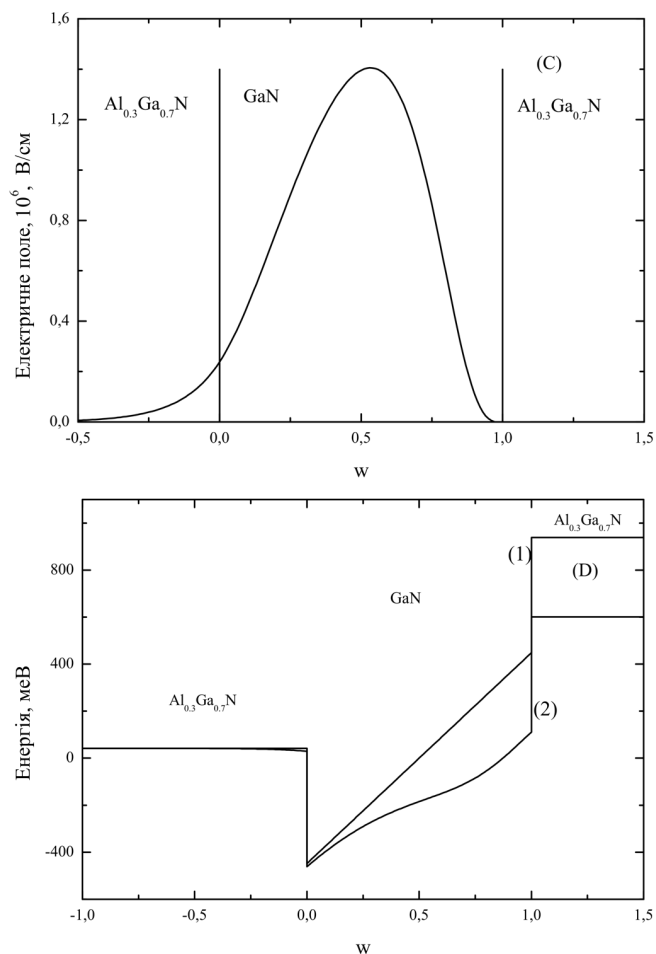 1,6
(C)
Al0.3Ga0.7N
GaN
Al0.3Ga0.7N
1,2
0,8
0,4
0,0
Електричне поле, 10^6, В/см
-0,5
0,0
0,5
1,0
1,5
w
Al0.3Ga0.7N
(1)
(D)
800
GaN
400
Al0.3Ga0.7N
(2)
0
-400
Енергія, меВ
-1,0
-0,5
0,0
0,5
1,0
1,5
w